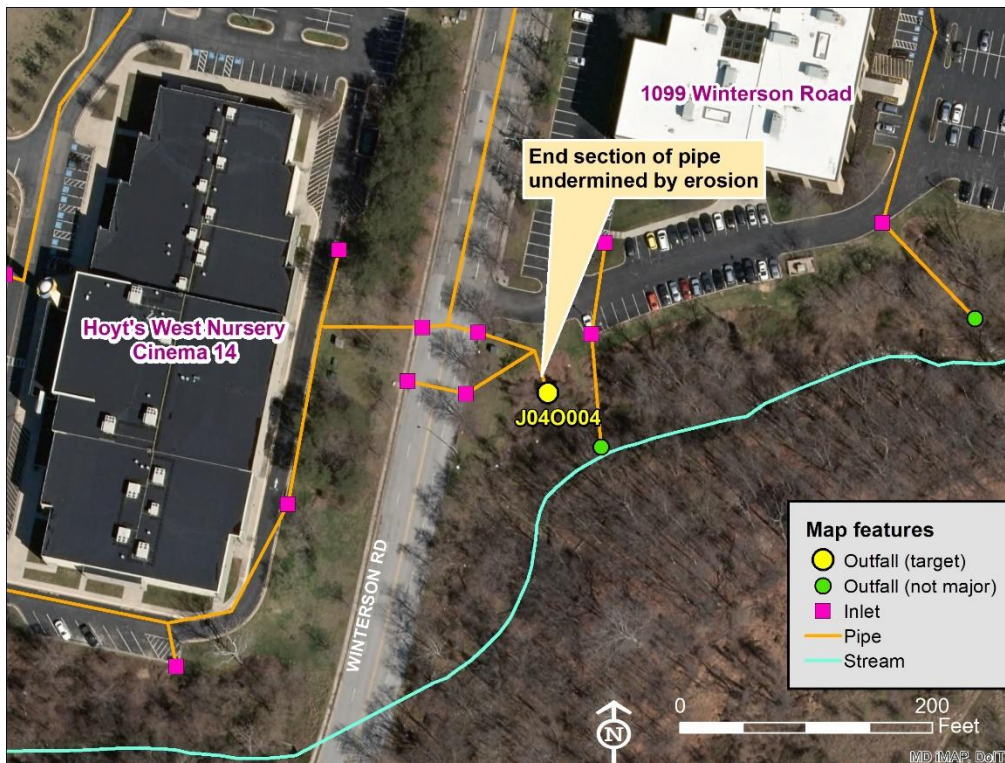 1099 Winterson Road
End section of pipe
undermined by erosion
Hoyt's West Nursery
Cinema 14
J04O004
WINTERSON RD
Map features
Outfall (target)
Outfall (not major)
Inlet
Pipe
Stream
N
0 200
Feet
MD iMAP, DoIT